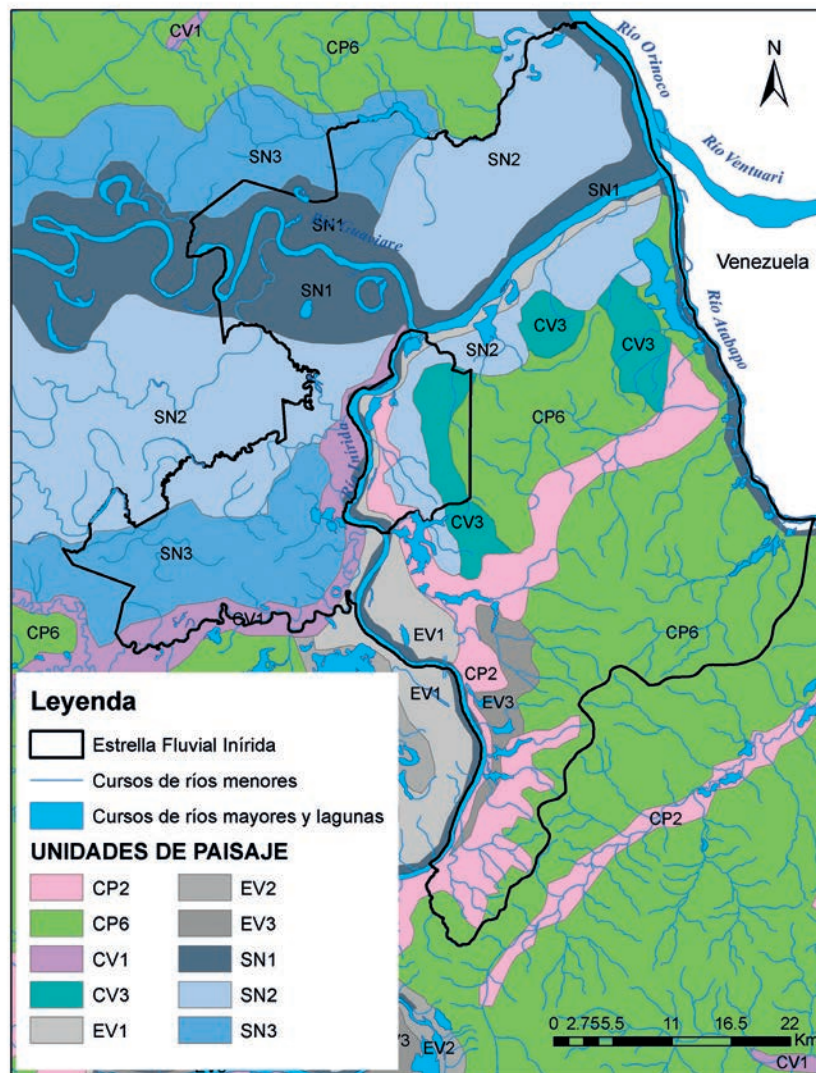 CV1
CP6
Río Orinoco
N
SN2
Río Ventuari
SN3
SN1
Río Guaviare
SN1
Venezuela
SN1
Río Atabapo
CV3
SN2
CV3
SN2
CP6
Río Inírida
CV3
SN3
CV1
CP6
EV1
CP6
CP2
EV1
EV3
CP2
Leyenda
Estrella Fluvial Inírida
Cursos de ríos menores
Cursos de ríos mayores y lagunas
UNIDADES DE PAISAJE
CP2
EV2
CP6
EV3
CV1
SN1
CV3
SN2
EV1
SN3
0 2.75 5.5 11 16.5 22
Km
EV2
CV1